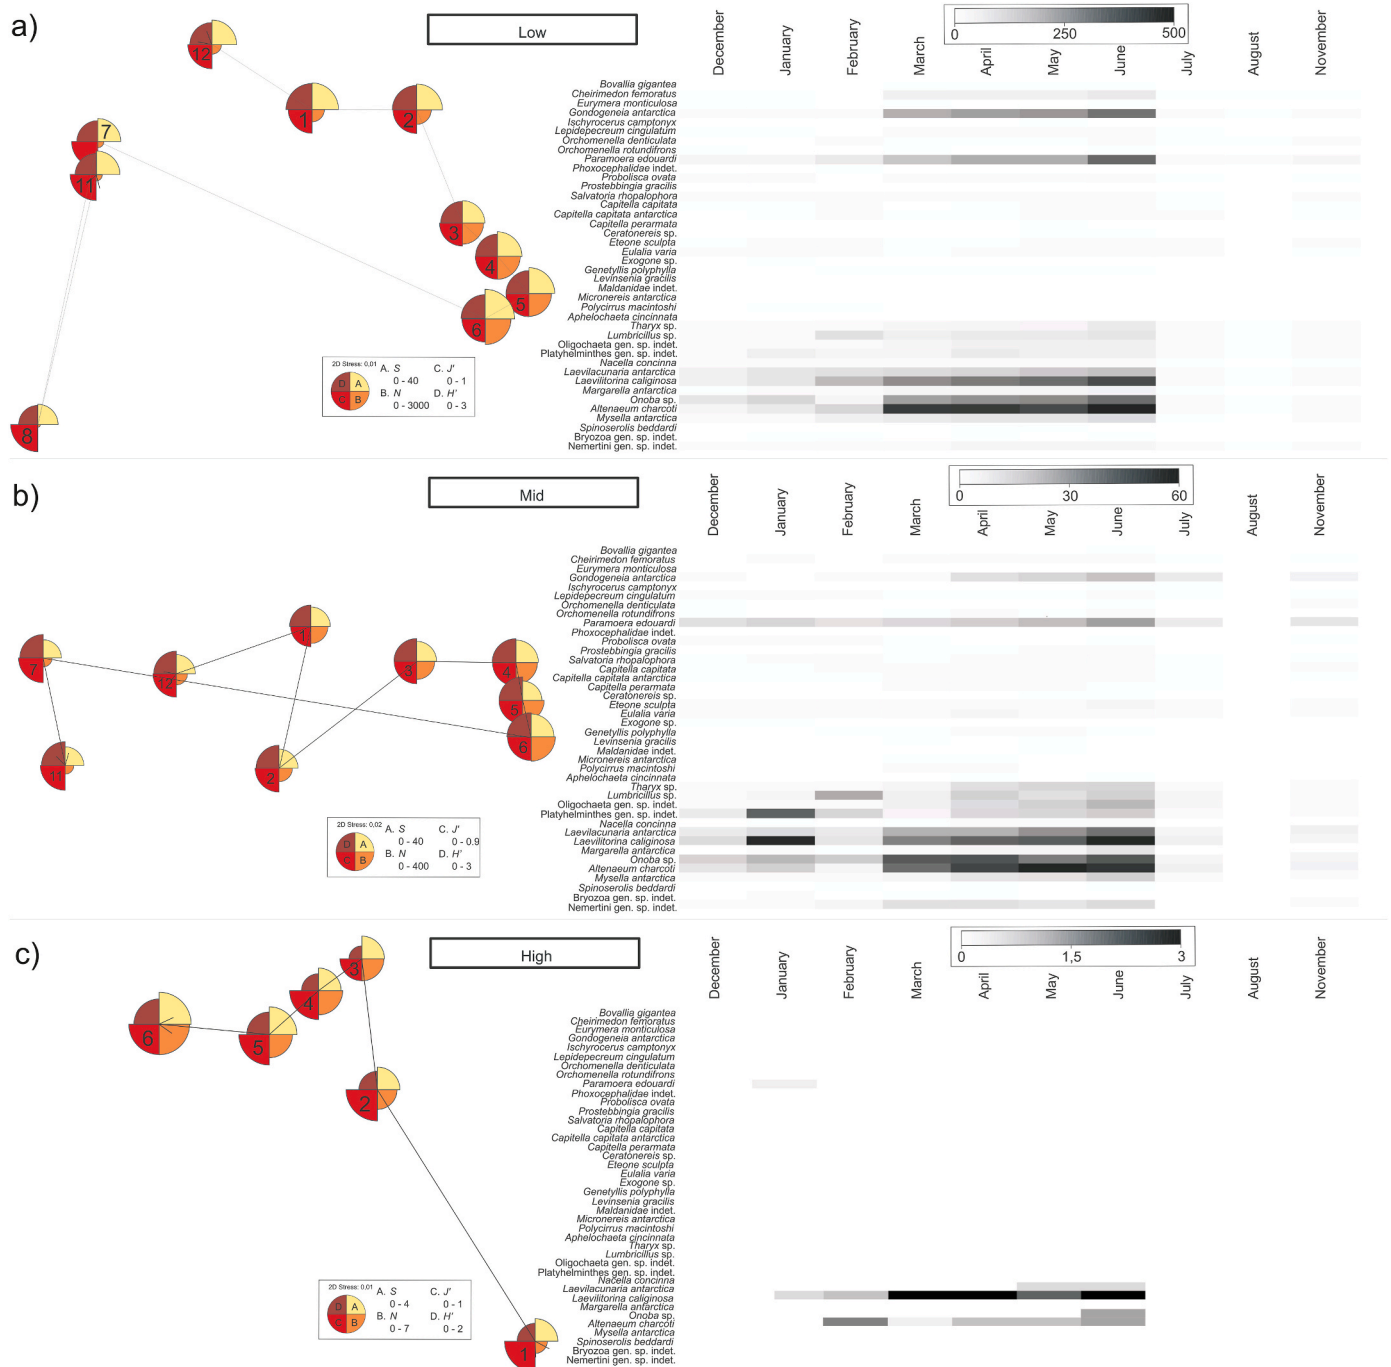 a)
Low
0
250
500
December
January
February
March
April
May
June
July
August
November
12
1
2
7
11
3
4
5
6
8
Bovallia gigantea
Cheirimedon femoratus
Eurymera monticulosa
Gondogeneia antarctica
Ischyrocerus camptonyx
Lepidepecreum cingulatum
Orchomenella denticulata
Orchomenella rotundifrons
Paramoera edouardi
Phoxocephalidae indet.
Probolisca ovata
Prostebbingia gracilis
Salvatoria rhopalophora
Capitella capitata
Capitella capitata antarctica
Capitella perarmata
Ceratonereis sp.
Eteone sculpta
Eulalia varia
Exogone sp.
Genetyllis polyphylla
Levinsenia gracilis
Maldanidae indet.
Micronereis antarctica
Polycirrus macintoshi
Aphelochaeta cincinnata
Tharyx sp.
Lumbricillus sp.
Oligochaeta gen. sp. indet.
Platyhelminthes gen. sp. indet.
Nacella concinna
Laevilacunaria antarctica
Laevilitorina caliginosa
Margarella antarctica
Onoba sp.
Altenaeum charcoti
Mysella antarctica
Spinoserolis beddardi
Bryozoa gen. sp. indet.
Nemertini gen. sp. indet.
2D Stress: 0,01
D A
C B
A. S
0 - 40
B. N
0 - 3000
C. J'
0 - 1
D. H'
0 - 3
b)
Mid
0
30
60
December
January
February
March
April
May
June
July
August
November
1
7
12
3
4
5
6
11
2
Bovallia gigantea
Cheirimedon femoratus
Eurymera monticulosa
Gondogeneia antarctica
Ischyrocerus camptonyx
Lepidepecreum cingulatum
Orchomenella denticulata
Orchomenella rotundifrons
Paramoera edouardi
Phoxocephalidae indet.
Probolisca ovata
Prostebbingia gracilis
Salvatoria rhopalophora
Capitella capitata
Capitella capitata antarctica
Capitella perarmata
Ceratonereis sp.
Eteone sculpta
Eulalia varia
Exogone sp.
Genetyllis polyphylla
Levinsenia gracilis
Maldanidae indet.
Micronereis antarctica
Polycirrus macintoshi
Aphelochaeta cincinnata
Tharyx sp.
Lumbricillus sp.
Oligochaeta gen. sp. indet.
Platyhelminthes gen. sp. indet.
Nacella concinna
Laevilacunaria antarctica
Laevilitorina caliginosa
Margarella antarctica
Onoba sp.
Altenaeum charcoti
Mysella antarctica
Spinoserolis beddardi
Bryozoa gen. sp. indet.
Nemertini gen. sp. indet.
2D Stress: 0,02
D A
C B
A. S
0 - 40
B. N
0 - 400
C. J'
0 - 0.9
D. H'
0 - 3
c)
High
0
1,5
3
December
January
February
March
April
May
June
July
August
November
3
4
6
5
2
1
Bovallia gigantea
Cheirimedon femoratus
Eurymera monticulosa
Gondogeneia antarctica
Ischyrocerus camptonyx
Lepidepecreum cingulatum
Orchomenella denticulata
Orchomenella rotundifrons
Paramoera edouardi
Phoxocephalidae indet.
Probolisca ovata
Prostebbingia gracilis
Salvatoria rhopalophora
Capitella capitata
Capitella capitata antarctica
Capitella perarmata
Ceratonereis sp.
Eteone sculpta
Eulalia varia
Exogone sp.
Genetyllis polyphylla
Levinsenia gracilis
Maldanidae indet.
Micronereis antarctica
Polycirrus macintoshi
Aphelochaeta cincinnata
Tharyx sp.
Lumbricillus sp.
Oligochaeta gen. sp. indet.
Platyhelminthes gen. sp. indet.
Nacella concinna
Laevilacunaria antarctica
Laevilitorina caliginosa
Margarella antarctica
Onoba sp.
Altenaeum charcoti
Mysella antarctica
Spinoserolis beddardi
Bryozoa gen. sp. indet.
Nemertini gen. sp. indet.
2D Stress: 0,01
D A
C B
A. S
0 - 4
B. N
0 - 7
C. J'
0 - 1
D. H'
0 - 2